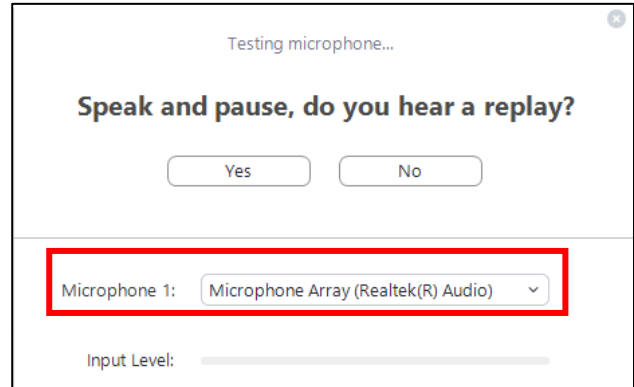 Testing microphone...
Speak and pause, do you hear a replay?
Yes No
Microphone 1: Microphone Array (Realtek(R) Audio)
Input Level: